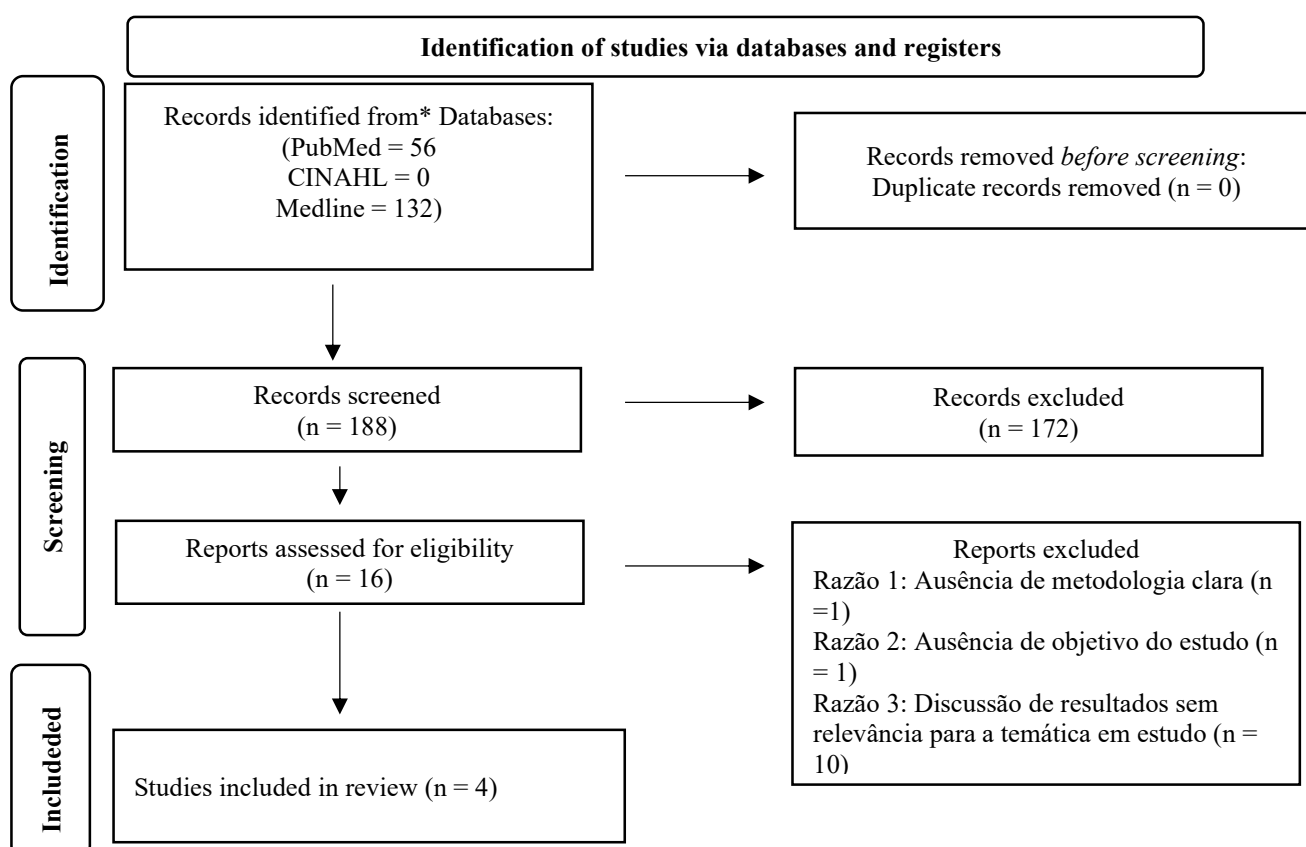 Identification of studies via databases and registers
Identification
Records identified from* Databases:
(PubMed = 56
CINAHL = 0
Medline = 132)
Records removed before screening:
Duplicate records removed (n = 0)
Screening
Records screened
(n = 188)
Records excluded
(n = 172)
Reports assessed for eligibility
(n = 16)
Reports excluded
Razão 1: Ausência de metodologia clara (n
=1)
Razão 2: Ausência de objetivo do estudo (n
= 1)
Razão 3: Discussão de resultados sem
relevância para a temática em estudo (n =
10)
Includeded
Studies included in review (n = 4)